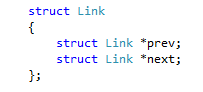 struct Link
{
    struct Link *prev;
    struct Link *next;
};